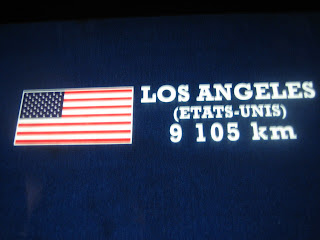 LOS ANGELES
(ETATS-UNIS)
9 105 km